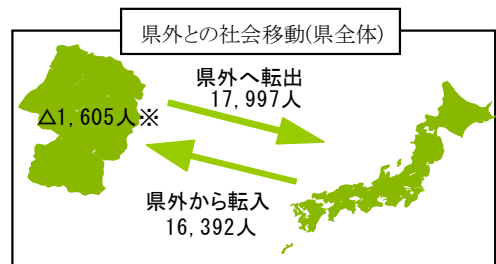 県外との社会移動(県全体)
県外へ転出
17,997人
△1,605人※
県外から転入
16,392人